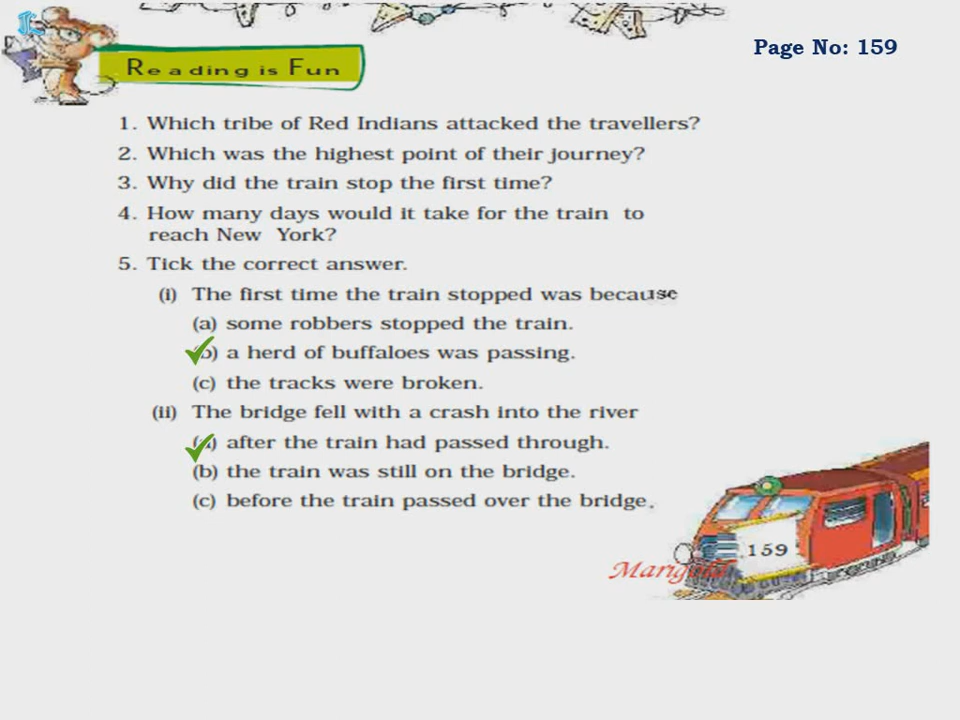 Page No: 159
Reading is Fun
1. Which tribe of Red Indians attacked the travellers?
2. Which was the highest point of their journey?
3. Why did the train stop the first time?
4. How many days would it take for the train to
reach New York?
5. Tick the correct answer.
(i) The first time the train stopped was because
(a) some robbers stopped the train.
(b) a herd of buffaloes was passing.
(c) the tracks were broken.
(ii) The bridge fell with a crash into the river
(a) after the train had passed through.
(b) the train was still on the bridge.
(c) before the train passed over the bridge.
159
Marigold